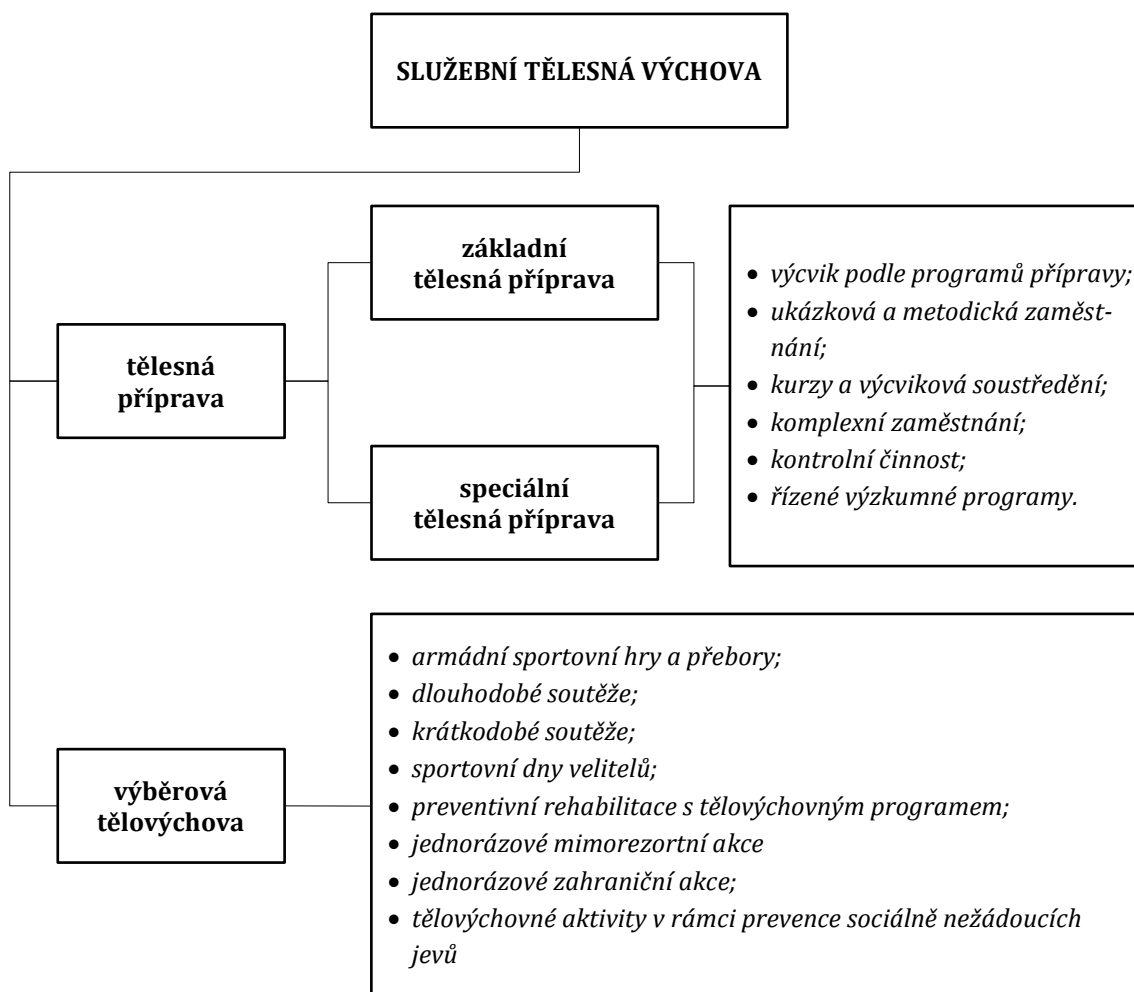 SLUŽEBNÍ TĚLESNÁ VÝCHOVA
základní
tělesná příprava
tělesná
příprava
speciální
tělesná příprava
• výcvik podle programů přípravy;
• ukázková a metodická zaměst-
nání;
• kurzy a výcviková soustředění;
• komplexní zaměstnání;
• kontrolní činnost;
• řízené výzkumné programy.
výběrová
tělovýchova
• armádní sportovní hry a přebory;
• dlouhodobé soutěže;
• krátkodobé soutěže;
• sportovní dny velitelů;
• preventivní rehabilitace s tělovýchovným programem;
• jednorázové mimorezortní akce
• jednorázové zahraniční akce;
• tělovýchovné aktivity v rámci prevence sociálně nežádoucích
jevů